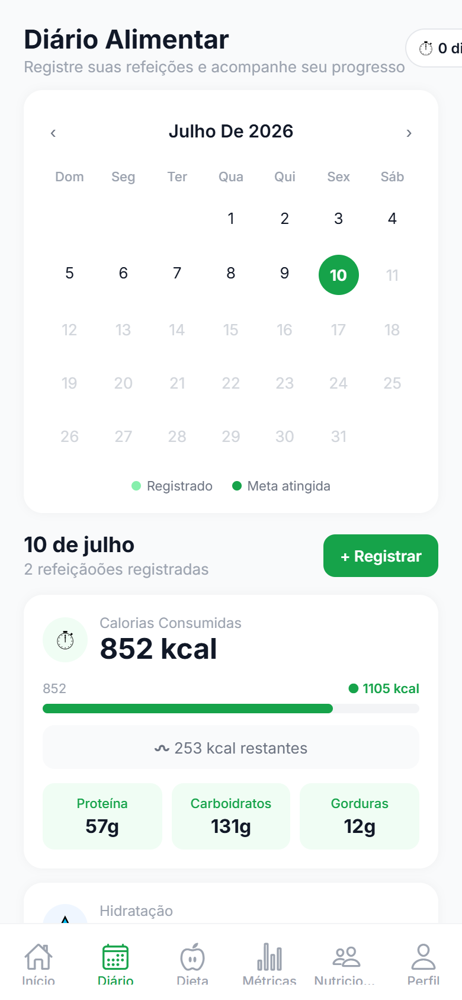 Diário Alimentar
Registre suas refeições e acompanhe seu progresso
0 di
‹ Julho De 2026 ›
Dom Seg Ter Qua Qui Sex Sáb
1 2 3 4
5 6 7 8 9 10 11
12 13 14 15 16 17 18
19 20 21 22 23 24 25
26 27 28 29 30 31
Registrado Meta atingida
10 de julho
2 refeiçãoões registradas
+ Registrar
Calorias Consumidas
852 kcal
852 1105 kcal
253 kcal restantes
Proteína Carboidratos Gorduras
57g 131g 12g
Hidratação
Início Diário Dieta Métricas Nutricio... Perfil